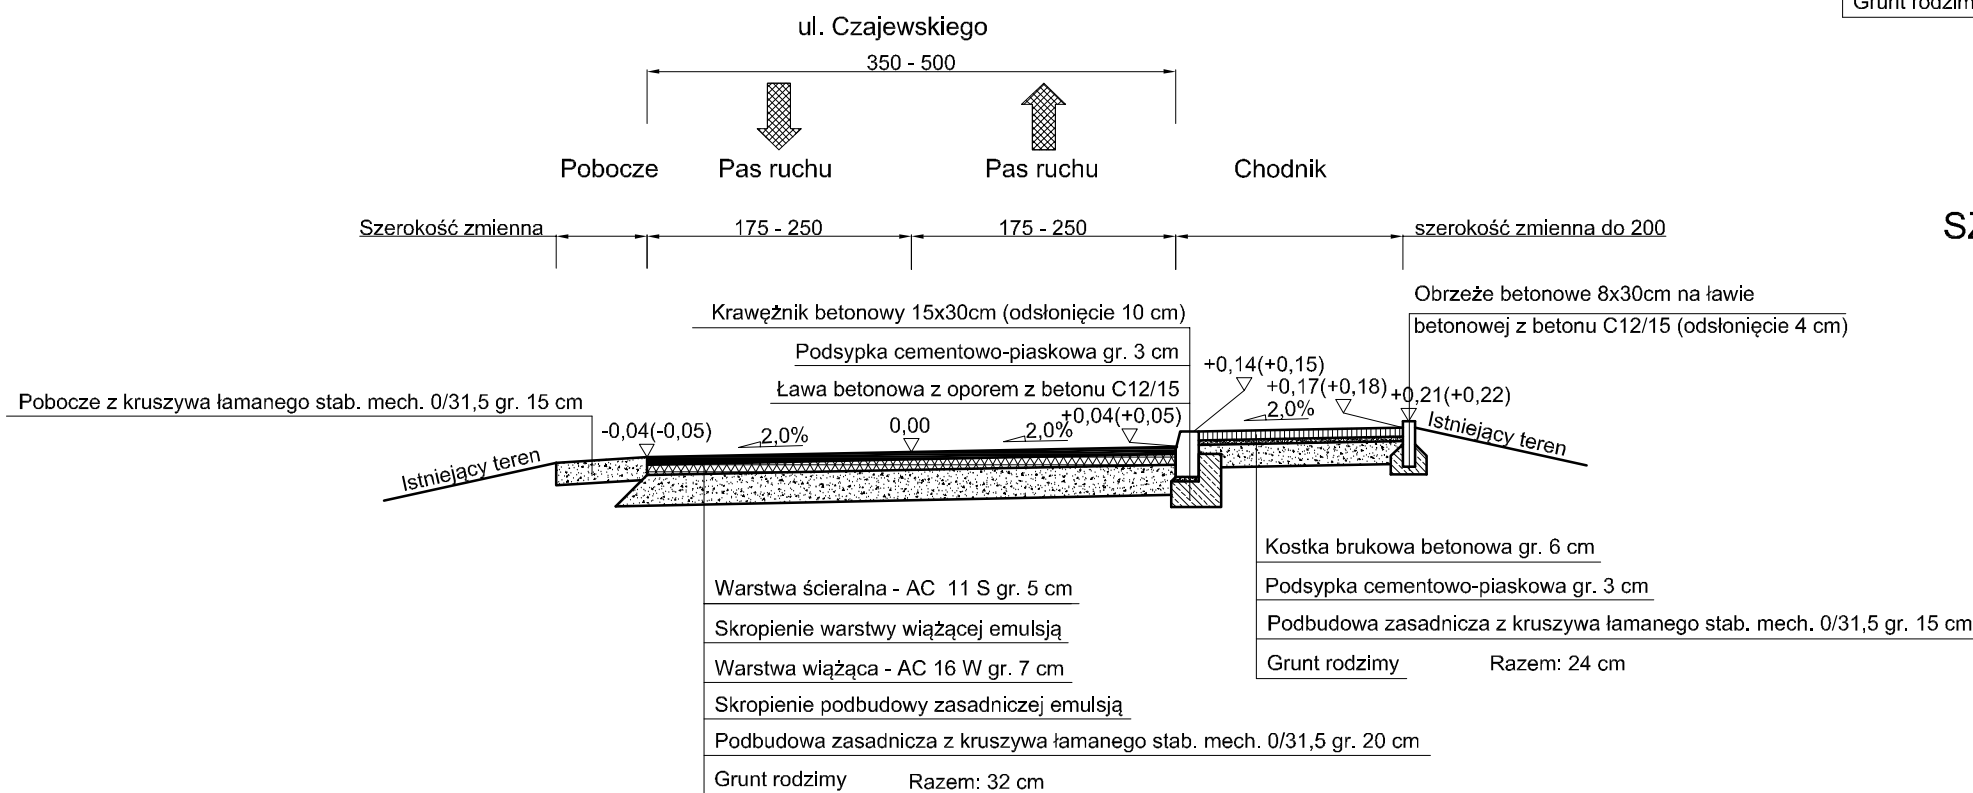 Grunt rodzim
ul. Czajewskiego
350 - 500
Pobocze
Pas ruchu
Pas ruchu
Chodnik
Szerokość zmienna
175 - 250
175 - 250
szerokość zmienna do 200
Obrzeże betonowe 8x30cm na ławie
betonowej z betonu C12/15 (odsłonięcie 4 cm)
Krawężnik betonowy 15x30cm (odsłonięcie 10 cm)
Podsypka cementowo-piaskowa gr. 3 cm
Ława betonowa z oporem z betonu C12/15
+0,14(+0,15)
+0,17(+0,18)
+0,21(+0,22)
Pobocze z kruszywa łamanego stab. mech. 0/31,5 gr. 15 cm
-0,04(-0,05)
2,0%
0,00
2,0%
+0,04(+0,05)
2,0%
Istniejący teren
Istniejący teren
Kostka brukowa betonowa gr. 6 cm
Podsypka cementowo-piaskowa gr. 3 cm
Podbudowa zasadnicza z kruszywa łamanego stab. mech. 0/31,5 gr. 15 cm
Grunt rodzimy Razem: 24 cm
Warstwa ścieralna - AC 11 S gr. 5 cm
Skropienie warstwy wiążącej emulsją
Warstwa wiążąca - AC 16 W gr. 7 cm
Skropienie podbudowy zasadniczej emulsją
Podbudowa zasadnicza z kruszywa łamanego stab. mech. 0/31,5 gr. 20 cm
Grunt rodzimy Razem: 32 cm